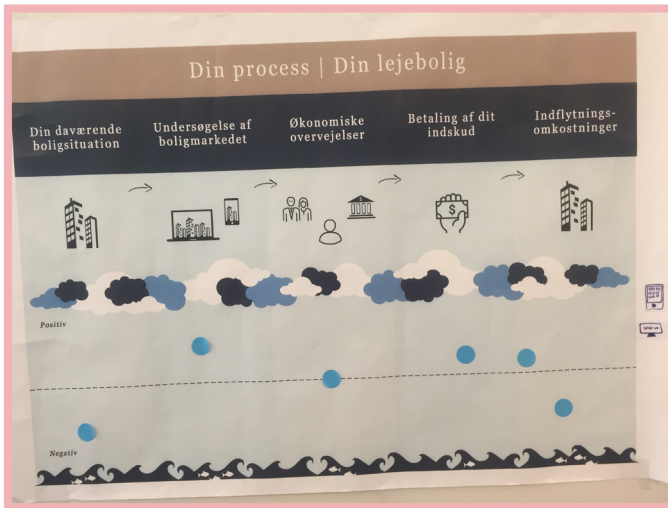 Din process | Din lejebolig
Din daværende
boligsituation
Undersøgelse af
boligmarkedet
Økonomiske
overvejelser
Betaling af dit
indskud
Indflytnings-
omkostninger
$
Positiv
Negativ